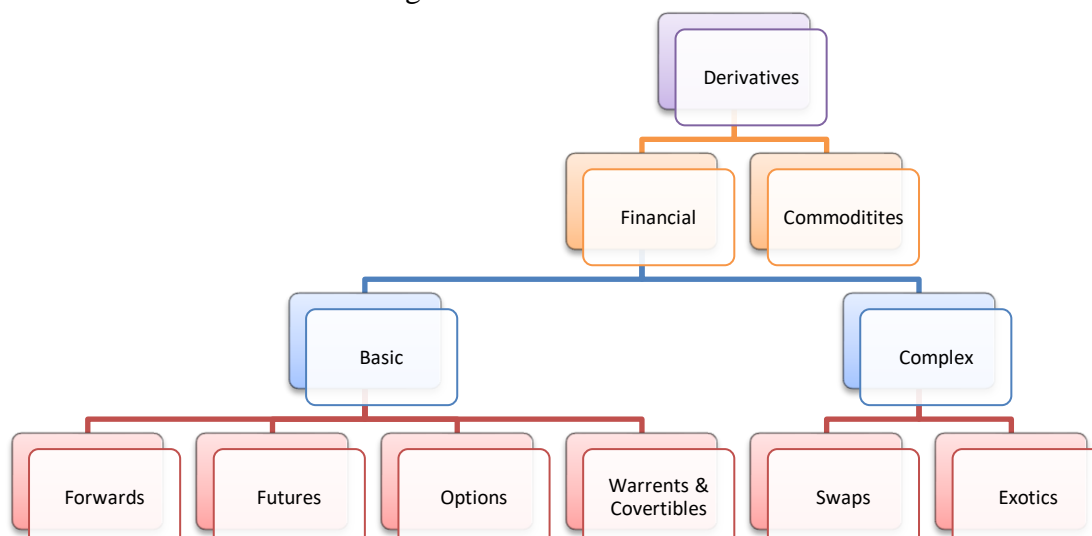 g
Derivatives
Financial
Commoditites
Basic
Complex
Forwards
Futures
Options
Warrents &
Covertibles
Swaps
Exotics